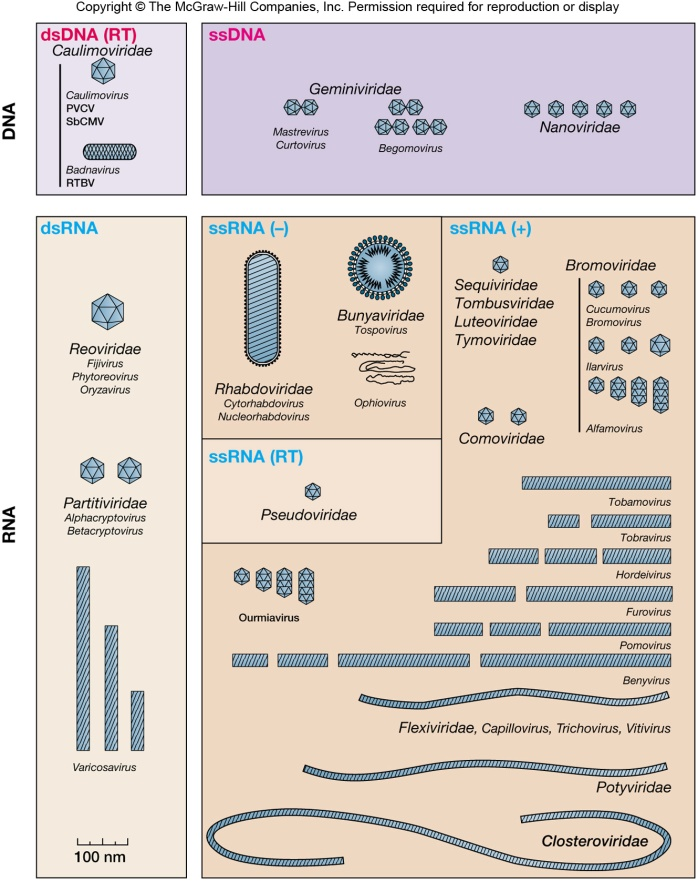 Copyright © The McGraw-Hill Companies, Inc. Permission required for reproduction or display
DNA
dsDNA (RT)
Caulimoviridae
Caulimovirus
PVCV
SbCMV
Badnavirus
RTBV
ssDNA
Geminiviridae
Mastrevirus
Curtovirus
Begomovirus
Nanoviridae
RNA
dsRNA
Reoviridae
Fijivirus
Phytoreovirus
Oryzavirus
Partitiviridae
Alphacryptovirus
Betacryptovirus
Varicosavirus
100 nm
ssRNA (–)
Rhabdoviridae
Cytorhabdovirus
Nucleorhabdovirus
Bunyaviridae
Tospovirus
Ophiovirus
ssRNA (RT)
Pseudoviridae
ssRNA (+)
Sequiviridae
Tombusviridae
Luteoviridae
Tymoviridae
Comoviridae
Bromoviridae
Cucumovirus
Bromovirus
Ilarvirus
Alfamovirus
Ourmiavirus
Tobamovirus
Tobravirus
Hordeivirus
Furovirus
Pomovirus
Benyvirus
Flexiviridae, Capillovirus, Trichovirus, Vitivirus
Potyviridae
Closteroviridae